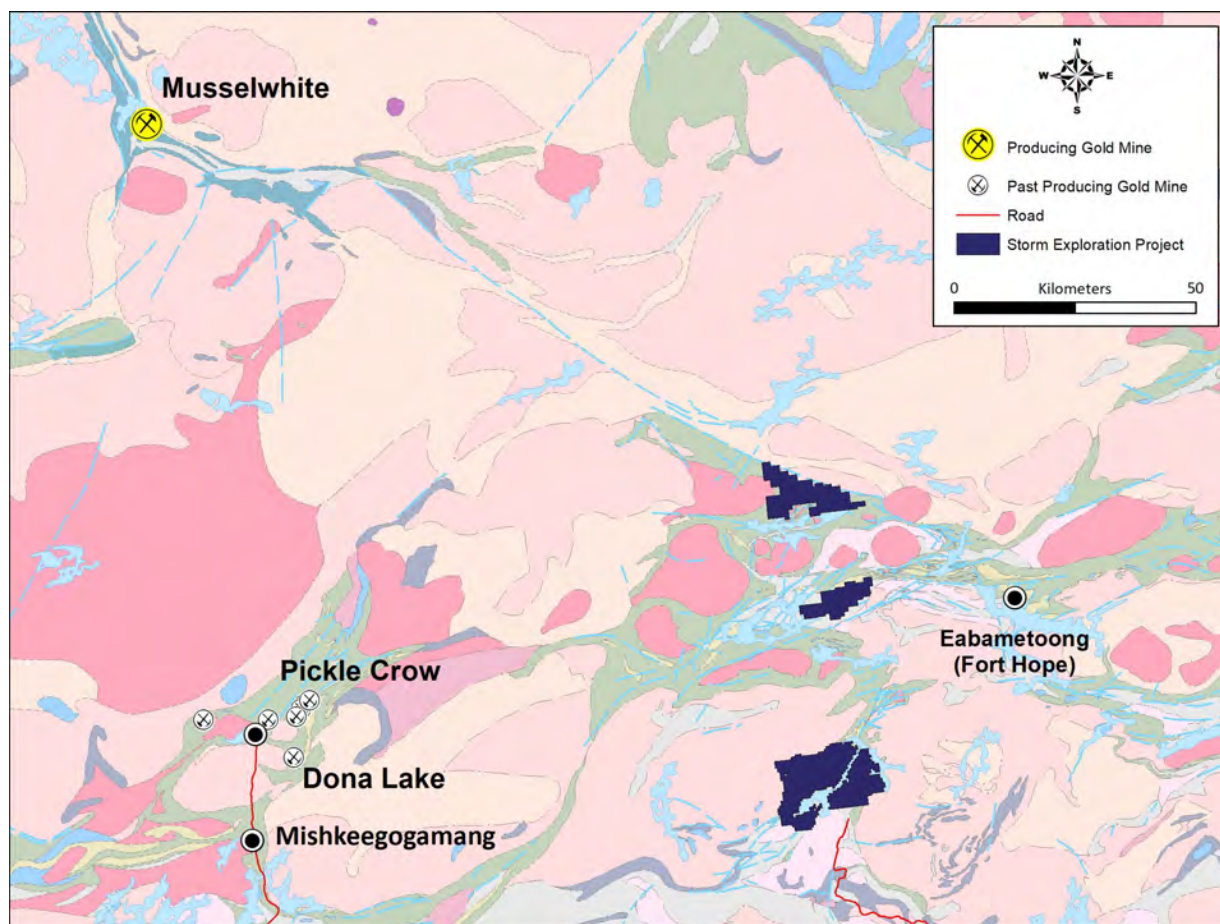 Musselwhite
N
W E
S
Producing Gold Mine
Past Producing Gold Mine
Road
Storm Exploration Project
0 Kilometers 50
Eabametoong
(Fort Hope)
Pickle Crow
Dona Lake
Mishkeegogamang